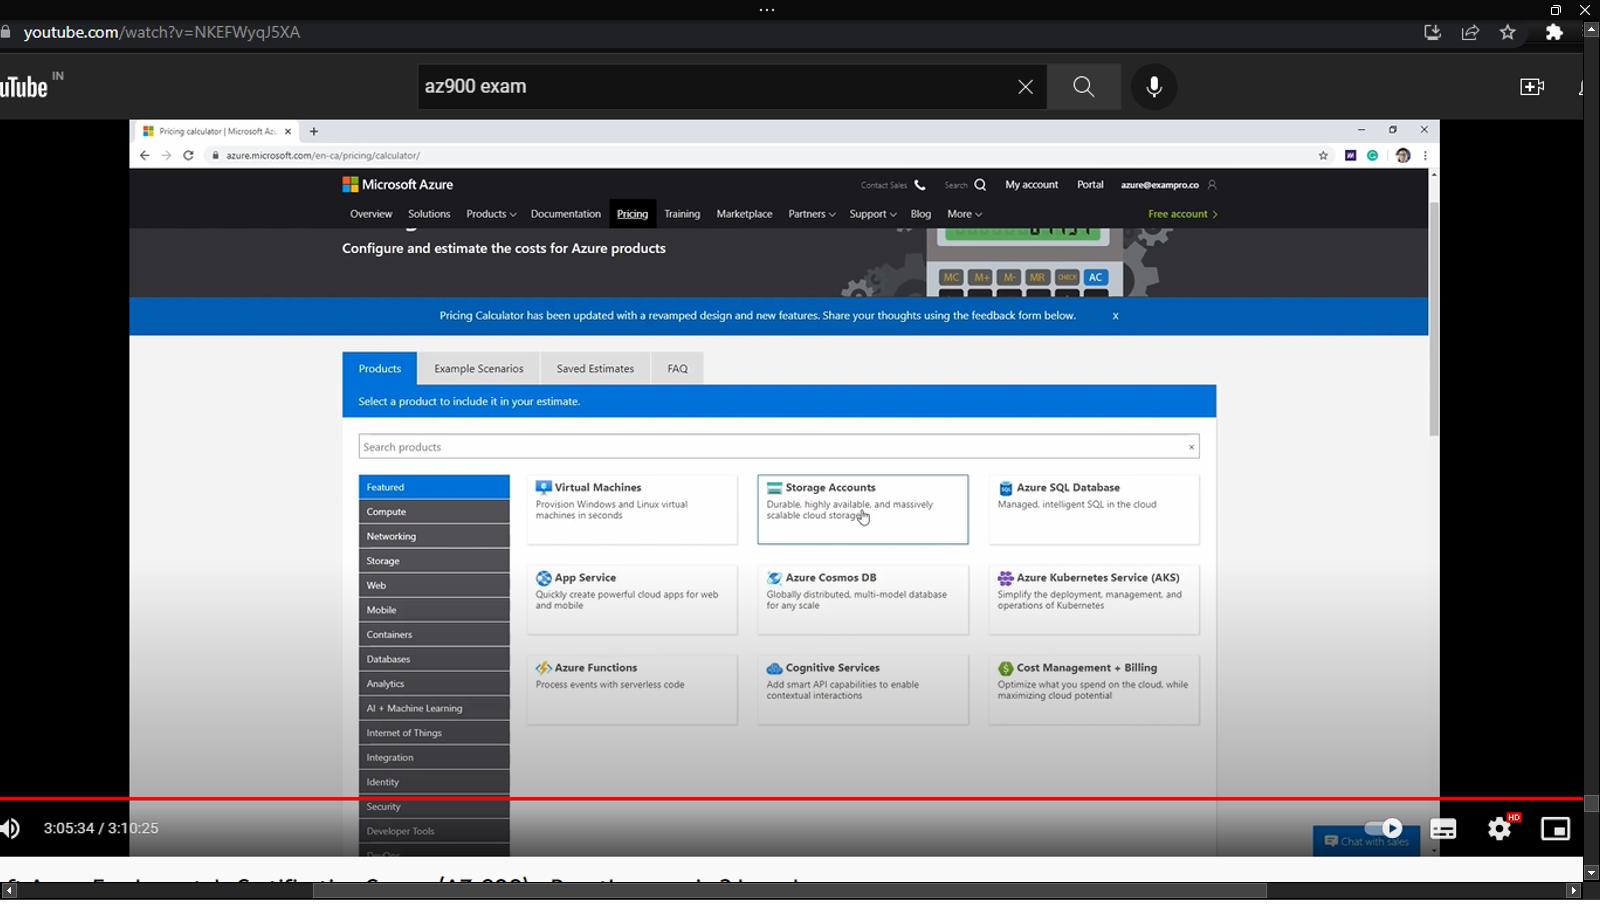 youtube.com/watch?v=NKEFWyqJ5XA
uTube IN
az900 exam
Pricing calculator | Microsoft Az
azure.microsoft.com/en-ca/pricing/calculator/
Microsoft Azure
Contact Sales
Search
My account
Portal
azure@exampro.co
Overview
Solutions
Products
Documentation
Pricing
Training
Marketplace
Partners
Support
Blog
More
Free account >
Configure and estimate the costs for Azure products
MC M+ M- MR CHECK AC
Pricing Calculator has been updated with a revamped design and new features. Share your thoughts using the feedback form below. x
Products
Example Scenarios
Saved Estimates
FAQ
Select a product to include it in your estimate.
Search products
Featured
Compute
Networking
Storage
Web
Mobile
Containers
Databases
Analytics
AI + Machine Learning
Internet of Things
Integration
Identity
Security
Developer Tools
DevOps
Virtual Machines
Provision Windows and Linux virtual
machines in seconds
Storage Accounts
Durable, highly available, and massively
scalable cloud storage
Azure SQL Database
Managed, intelligent SQL in the cloud
App Service
Quickly create powerful cloud apps for web
and mobile
Azure Cosmos DB
Globally distributed, multi-model database
for any scale
Azure Kubernetes Service (AKS)
Simplify the deployment, management, and
operations of Kubernetes
Azure Functions
Process events with serverless code
Cognitive Services
Add smart API capabilities to enable
contextual interactions
Cost Management + Billing
Optimize what you spend on the cloud, while
maximizing cloud potential
3:05:34 / 3:10:25
Chat with sales
HD